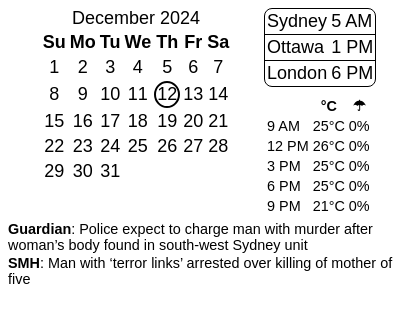 December 2024
Su Mo Tu We Th Fr Sa
1 2 3 4 5 6 7
8 9 10 11 12 13 14
15 16 17 18 19 20 21
22 23 24 25 26 27 28
29 30 31
Sydney 5 AM
Ottawa 1 PM
London 6 PM
°C ☂
9 AM 25°C 0%
12 PM 26°C 0%
3 PM 25°C 0%
6 PM 25°C 0%
9 PM 21°C 0%
Guardian: Police expect to charge man with murder after
woman’s body found in south-west Sydney unit
SMH: Man with ‘terror links’ arrested over killing of mother of
five